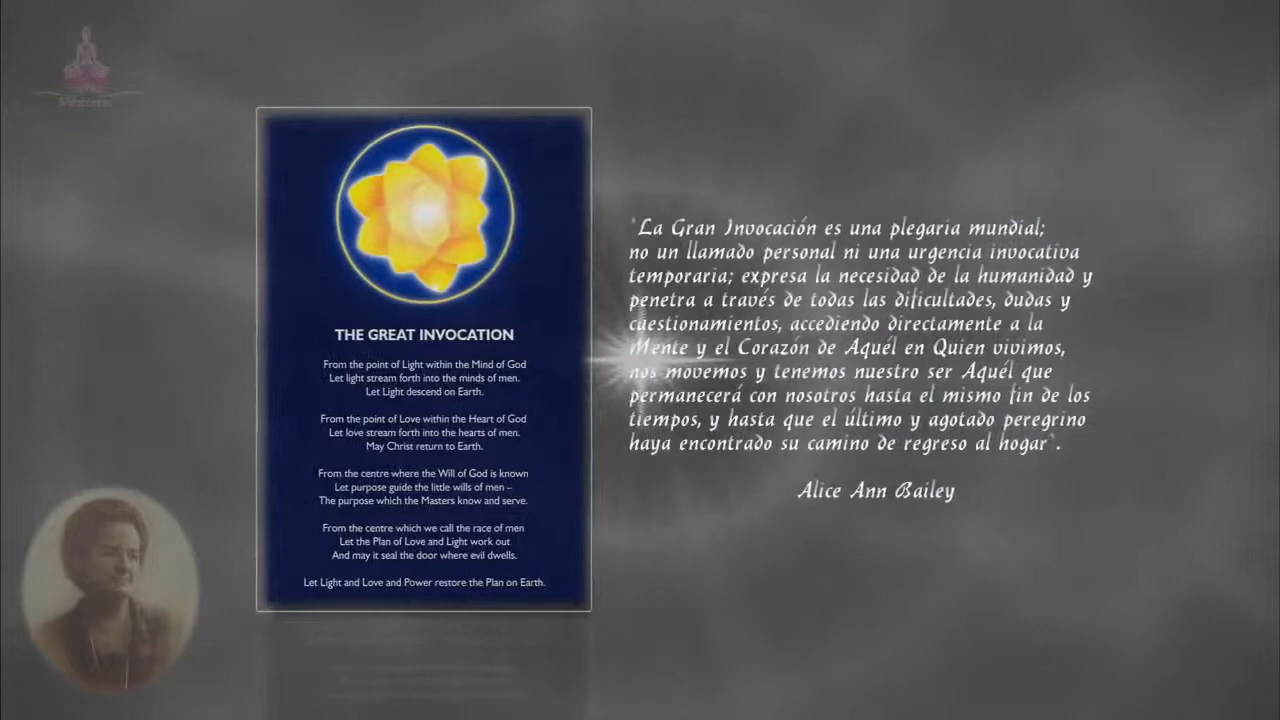 THE GREAT INVOCATION
From the point of Light within the Mind of God
Let light stream forth into the minds of men.
Let Light descend on Earth.
From the point of Love within the Heart of God
Let love stream forth into the hearts of men.
May Christ return to Earth.
From the centre where the Will of God is known
Let purpose guide the little wills of men –
The purpose which the Masters know and serve.
From the centre which we call the race of men
Let the Plan of Love and Light work out
And may it seal the door where evil dwells.
Let Light and Love and Power restore the Plan on Earth.
"La Gran Invocación es una plegaria mundial;
no un llamado personal ni una urgencia invocativa
temporaria; expresa la necesidad de la humanidad y
penetra a través de todas las dificultades, dudas y
cuestionamientos, accediendo directamente a la
Mente y el Corazón de Aquél en Quien vivimos,
nos movemos y tenemos nuestro ser Aquél que
permanecerá con nosotros hasta el mismo fin de los
tiempos, y hasta que el último y agotado peregrino
haya encontrado su camino de regreso al hogar".
Alice Ann Bailey